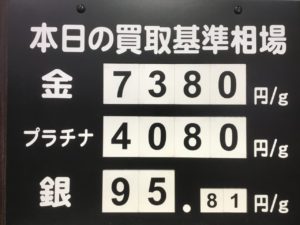 本日の買取基準相場
金 7380 円/g
プラチナ 4080 円/g
銀 95.81 円/g